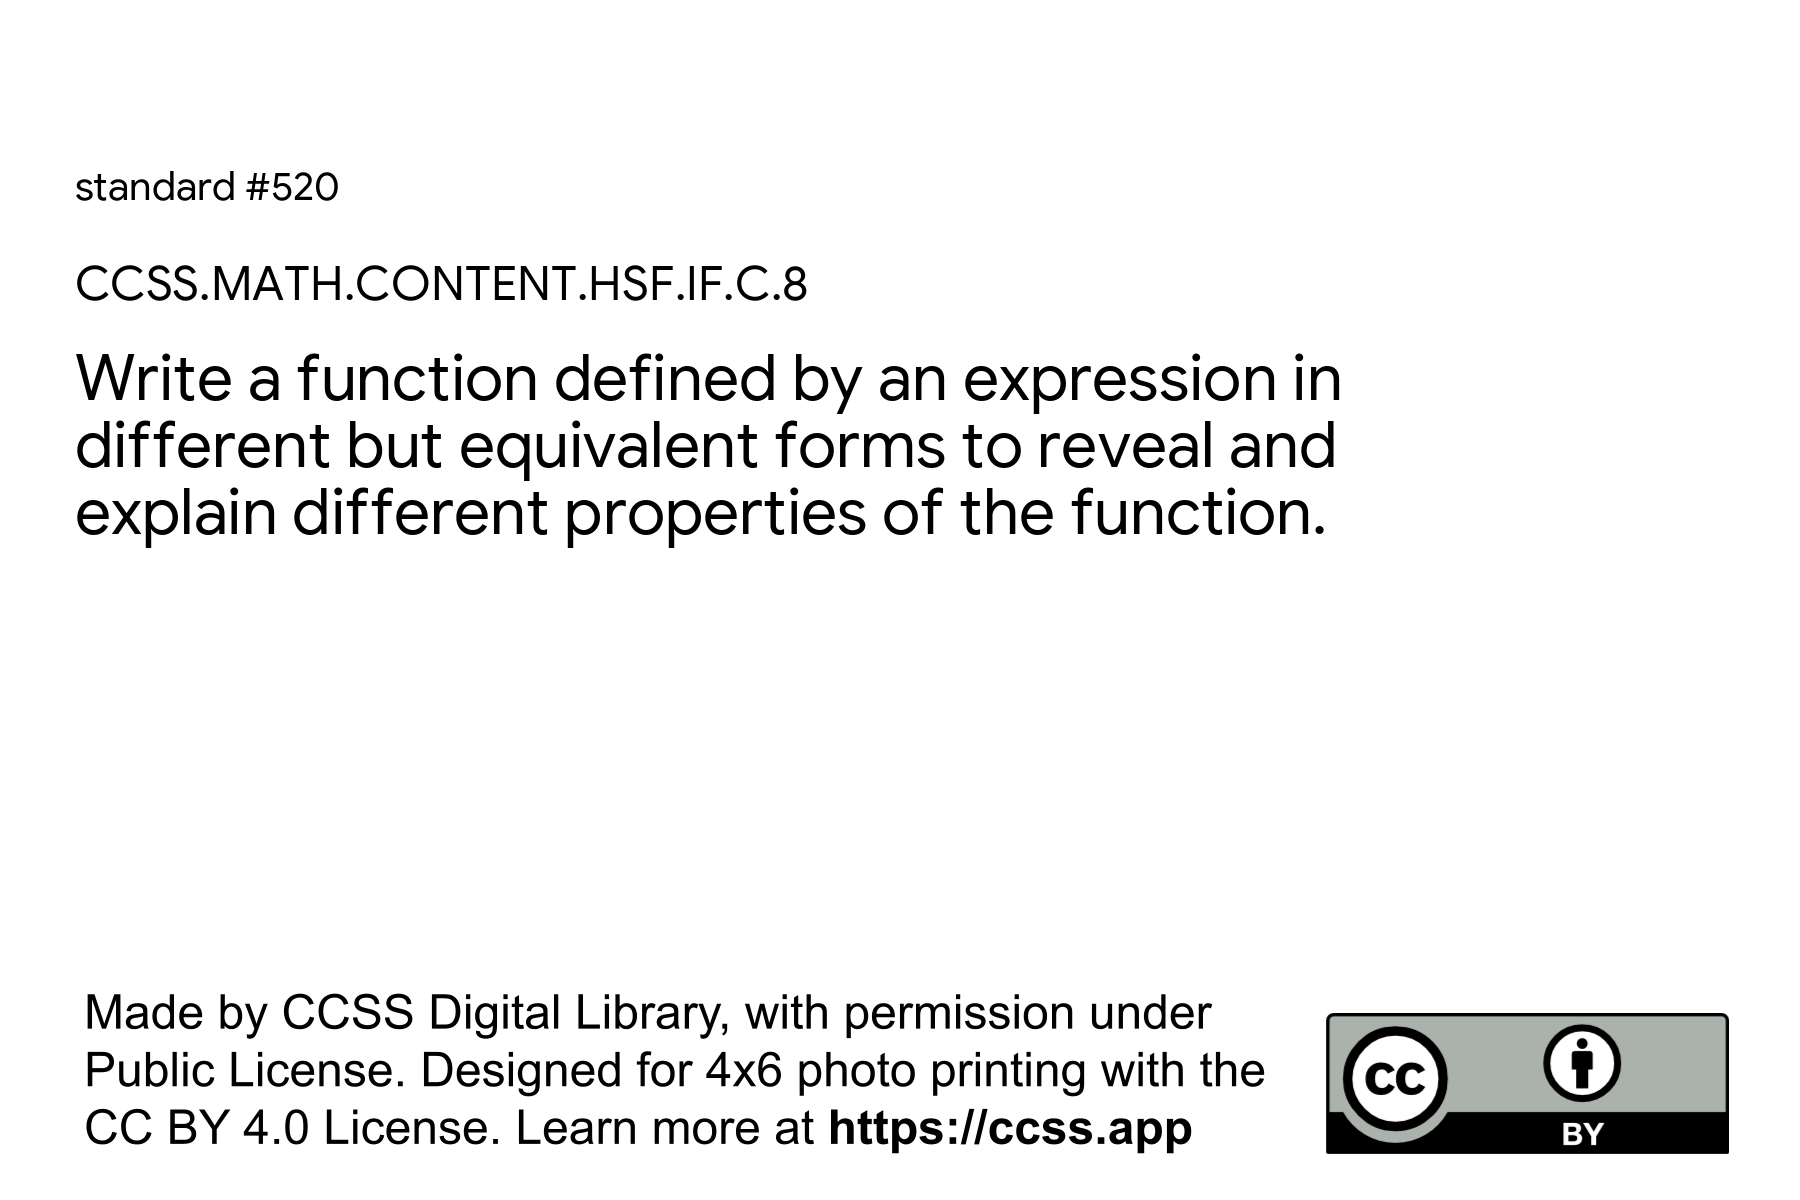 standard #520
CCSS.MATH.CONTENT.HSF.IF.C.8
Write a function defined by an expression in
different but equivalent forms to reveal and
explain different properties of the function.
Made by CCSS Digital Library, with permission under
Public License. Designed for 4x6 photo printing with the
CC BY 4.0 License. Learn more at https://ccss.app
CC
BY